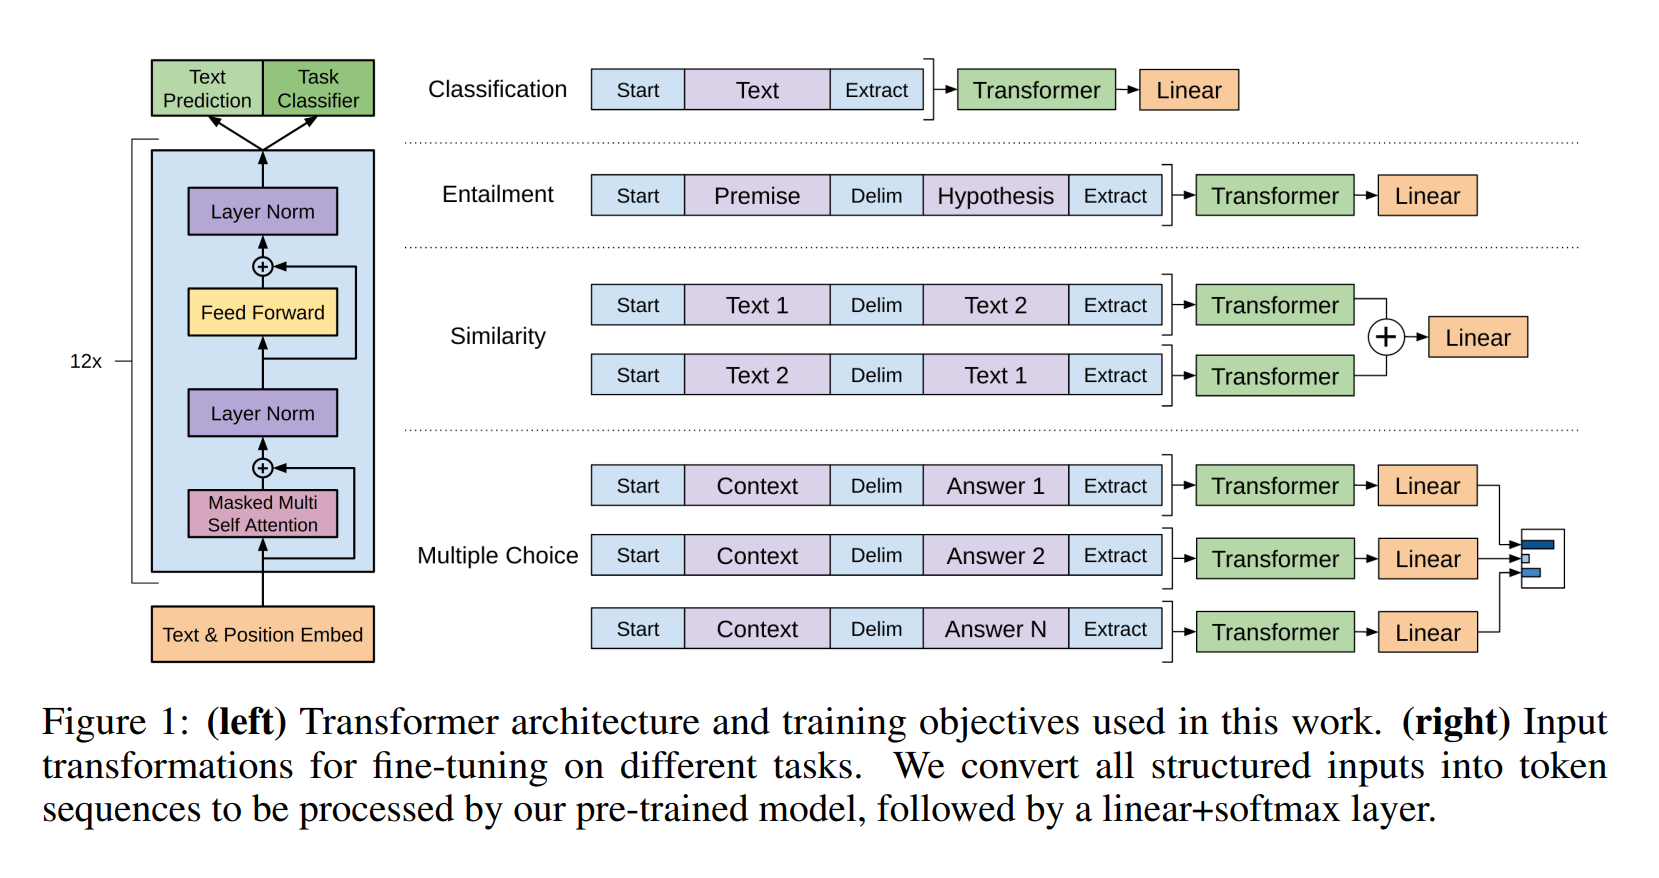 Text
Prediction
Task
Classifier
12x
Layer Norm
+
Feed Forward
Layer Norm
+
Masked Multi
Self Attention
Text & Position Embed
Classification
Start Text Extract Transformer Linear
Entailment
Start Premise Delim Hypothesis Extract Transformer Linear
Similarity
Start Text 1 Delim Text 2 Extract Transformer
+ Linear
Start Text 2 Delim Text 1 Extract Transformer
Multiple Choice
Start Context Delim Answer 1 Extract Transformer Linear
Start Context Delim Answer 2 Extract Transformer Linear
Start Context Delim Answer N Extract Transformer Linear
Figure 1: (left) Transformer architecture and training objectives used in this work. (right) Input
transformations for fine-tuning on different tasks. We convert all structured inputs into token
sequences to be processed by our pre-trained model, followed by a linear+softmax layer.